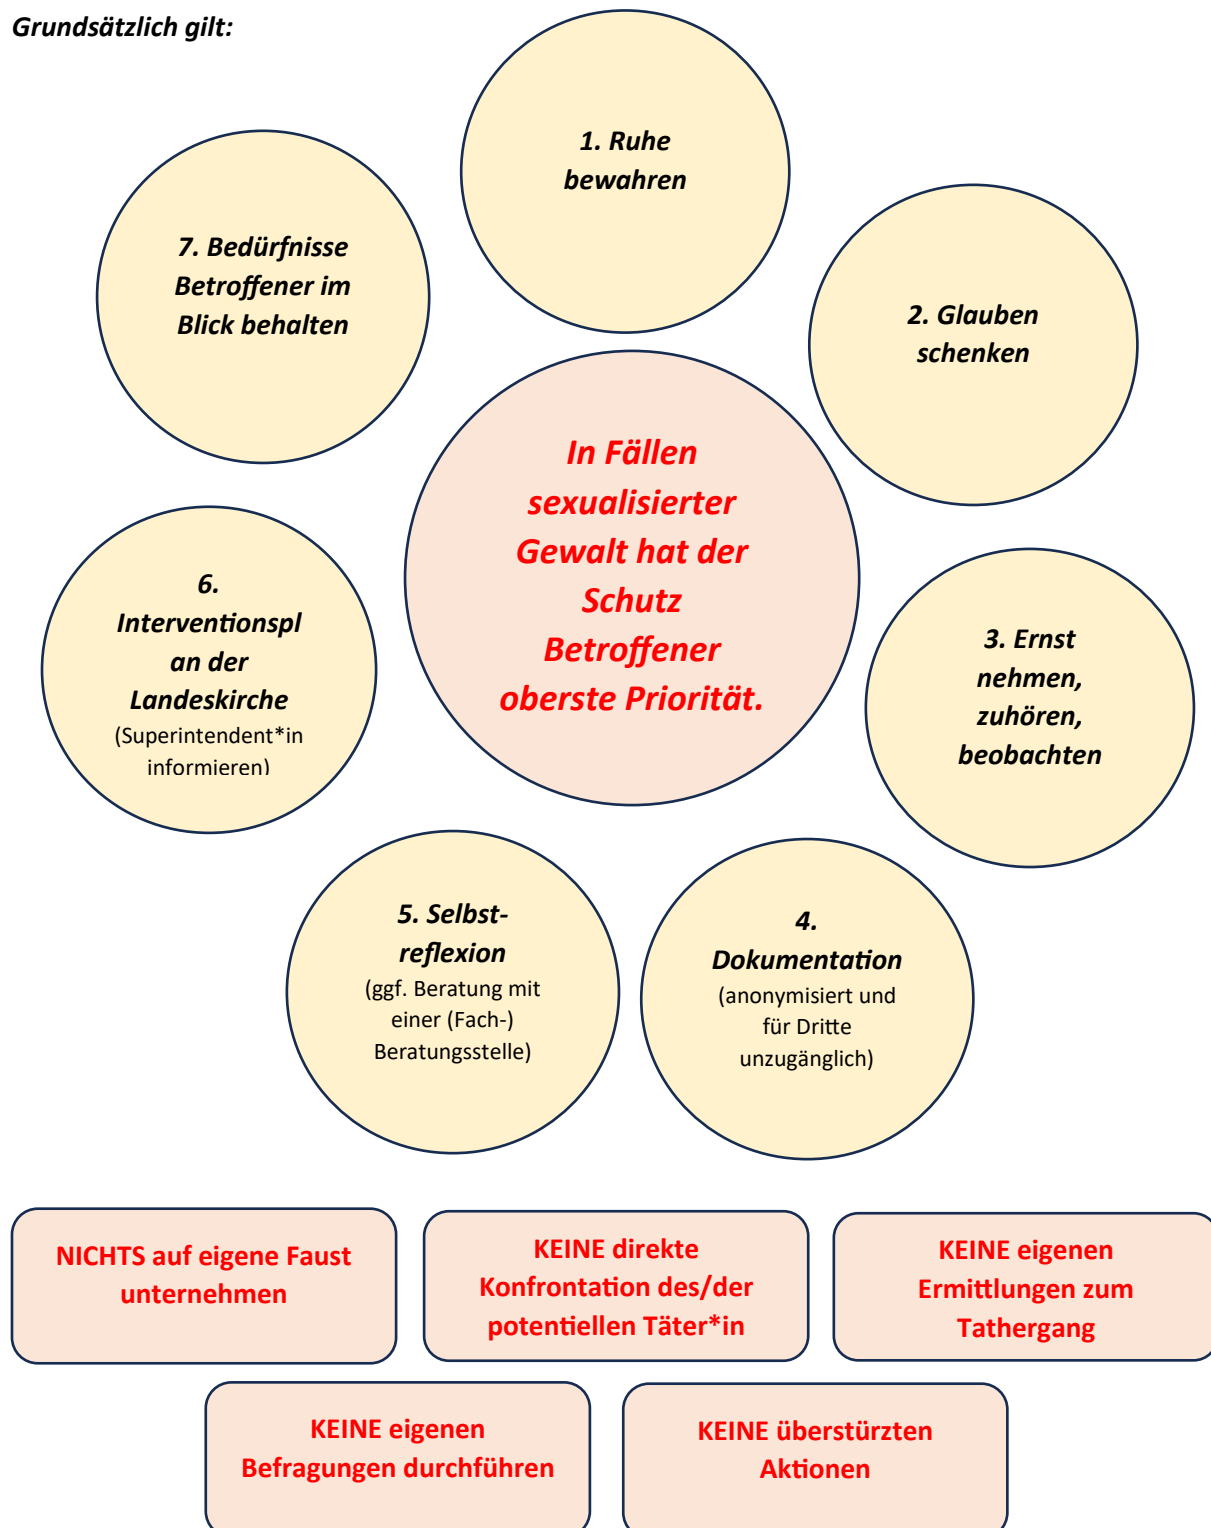 Grundsätzlich gilt:
1. Ruhe
bewahren
2. Glauben
schenken
3. Ernst
nehmen,
zuhören,
beobachten
4.
Dokumentation
(anonymisiert und
für Dritte
unzugänglich)
5. Selbst-
reflexion
(ggf. Beratung mit
einer (Fach-)
Beratungsstelle)
6.
Interventionspl
an der
Landeskirche
(Superintendent*in
informieren)
7. Bedürfnisse
Betroffener im
Blick behalten
In Fällen
sexualisierter
Gewalt hat der
Schutz
Betroffener
oberste Priorität.
NICHTS auf eigene Faust
unternehmen
KEINE direkte
Konfrontation des/der
potentiellen Täter*in
KEINE eigenen
Ermittlungen zum
Tathergang
KEINE eigenen
Befragungen durchführen
KEINE überstürzten
Aktionen